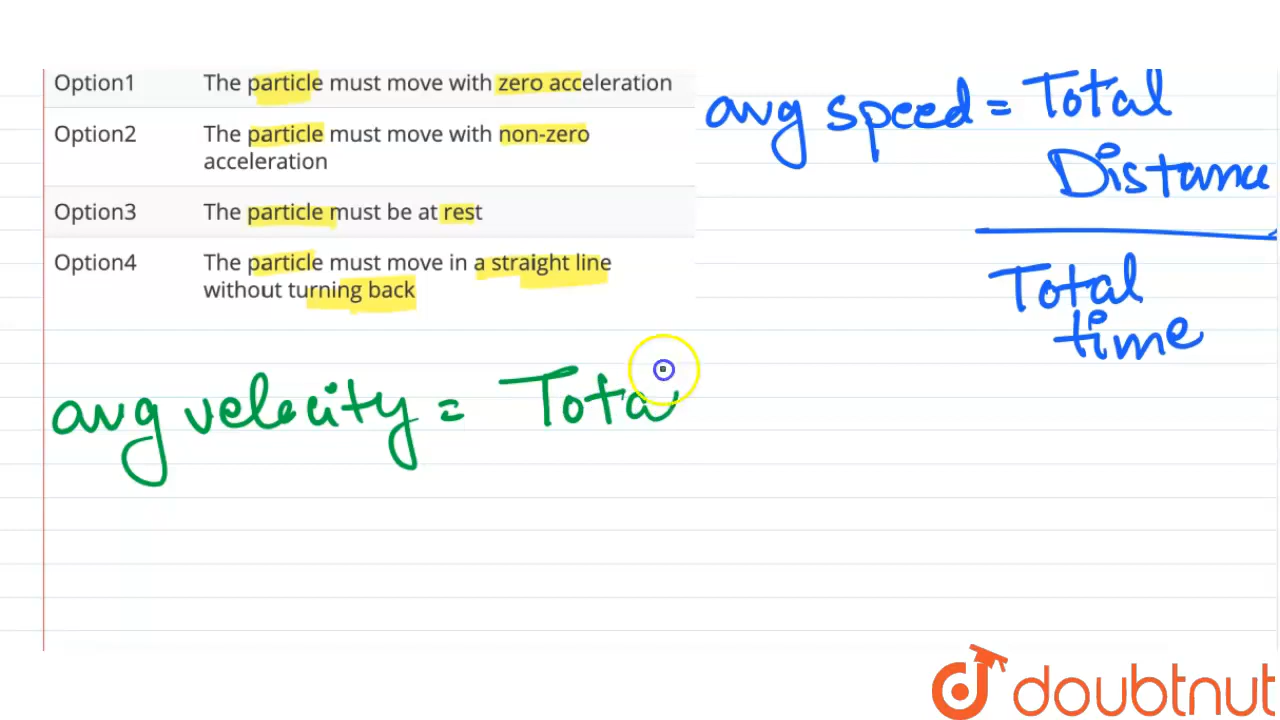 Option1 The particle must move with zero acceleration
Option2 The particle must move with non-zero
acceleration
Option3 The particle must be at rest
Option4 The particle must move in a straight line
without turning back
avg speed = Total
Distance
Total
time
avg velocity = Tota
doubtnut